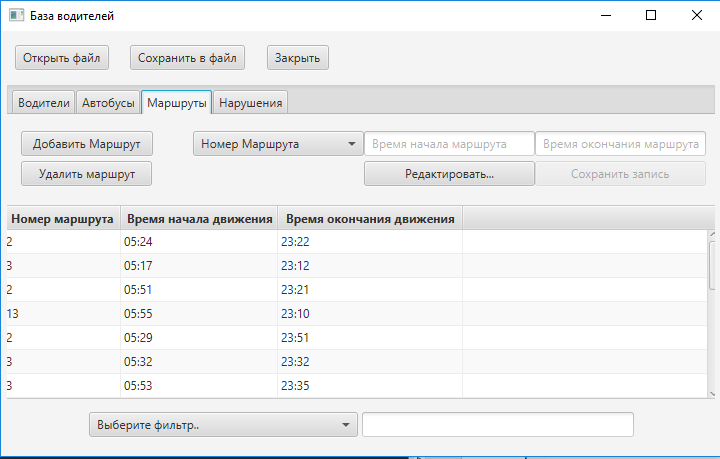 База водителей
Открыть файл Сохранить в файл Закрыть
Водители Автобусы Маршруты Нарушения
Добавить Маршрут Номер Маршрута Время начала маршрута Время окончания маршрута
Удалить маршрут Редактировать... Сохранить запись
Номер маршрута Время начала движения Время окончания движения
2 05:24 23:22
3 05:17 23:12
2 05:51 23:21
13 05:55 23:10
2 05:29 23:51
3 05:32 23:32
3 05:53 23:35
Выберите фильтр..